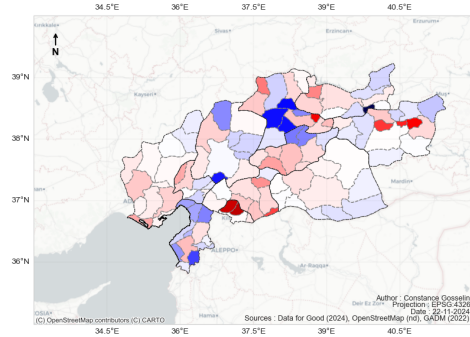 34.5°E 36°E 37.5°E 39°E 40.5°E
Sivas
Erzincan
Erzurum
N
39°N
Kayseri
38°N
Mardin
37°N
36°N
ALEPPO
Ar-Raqqa
Hama
Deir Ez Zor
Author : Constance Gosselin
Projection : EPSG:4326
Date : 22-11-2024
(C) OpenStreetMap contributors (C) CARTO
Sources : Data for Good (2024), OpenStreetMap (nd), GADM (2022)
34.5°E 36°E 37.5°E 39°E 40.5°E